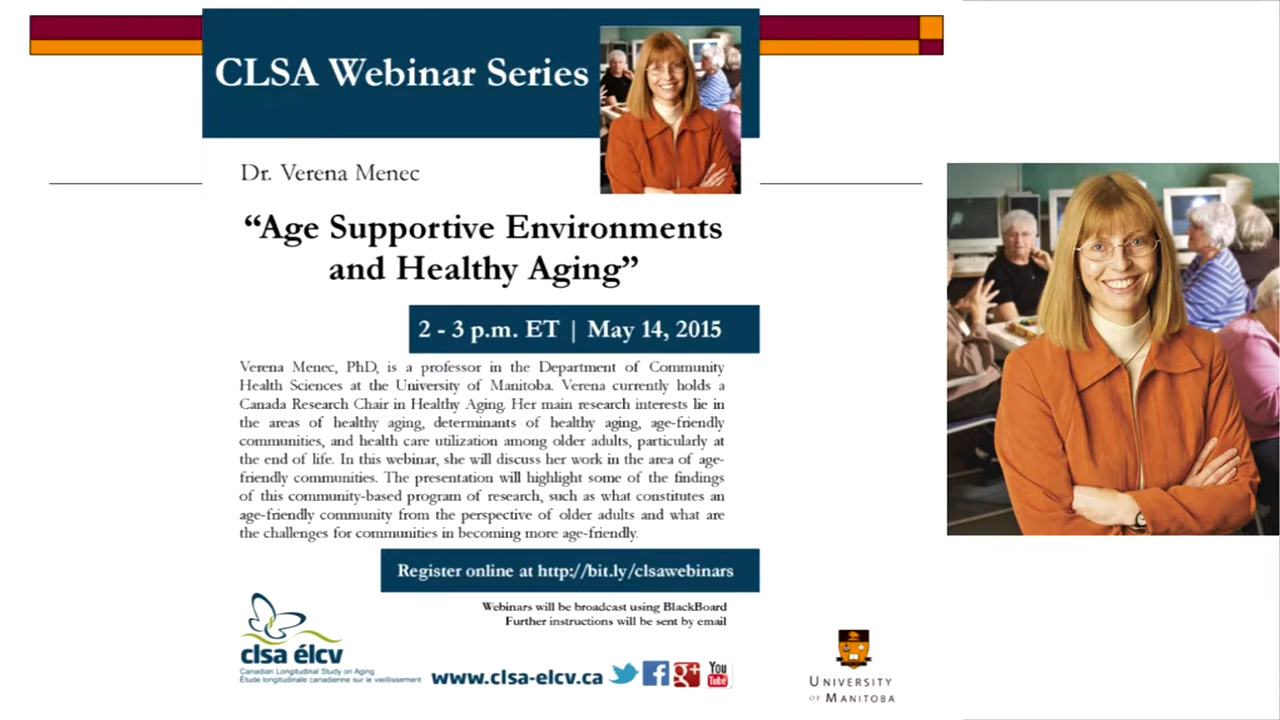 CLSA Webinar Series
Dr. Verena Menec
“Age Supportive Environments
and Healthy Aging”
2 - 3 p.m. ET | May 14, 2015
Verena Menec, PhD, is a professor in the Department of Community
Health Sciences at the University of Manitoba. Verena currently holds a
Canada Research Chair in Healthy Aging. Her main research interests lie in
the areas of healthy aging, determinants of healthy aging, age-friendly
communities, and health care utilization among older adults, particularly at
the end of life. In this webinar, she will discuss her work in the area of age-
friendly communities. The presentation will highlight some of the findings
of this community-based program of research, such as what constitutes an
age-friendly community from the perspective of older adults and what are
the challenges for communities in becoming more age-friendly.
Register online at http://bit.ly/clsawebinars
Webinars will be broadcast using BlackBoard
Further instructions will be sent by email
clsa élcv
Canadian Longitudinal Study on Aging
Étude longitudinale canadienne sur le vieillissement
www.clsa-elcv.ca
f
g+
You
Tube
UNIVERSITY
OF MANITOBA